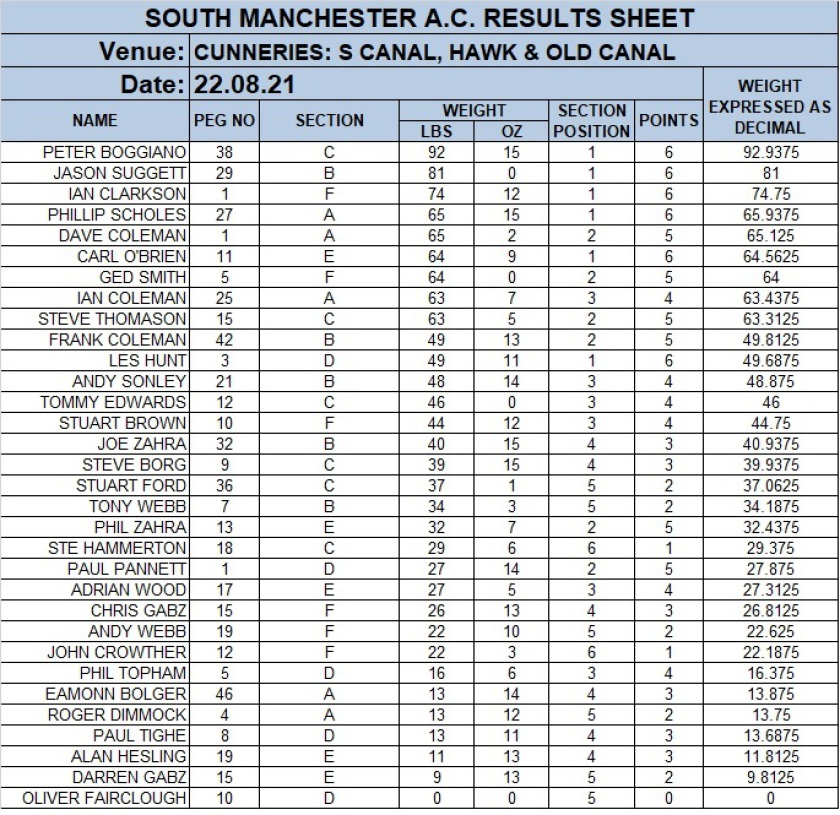 SOUTH MANCHESTER A.C. RESULTS SHEET
Venue: CUNNERIES: S CANAL, HAWK & OLD CANAL
Date: 22.08.21
NAME PEG NO SECTION WEIGHT LBS OZ SECTION POSITION POINTS WEIGHT EXPRESSED AS DECIMAL
PETER BOGGIANO 38 C 92 15 1 6 92.9375
JASON SUGGETT 29 B 81 0 1 6 81
IAN CLARKSON 1 F 74 12 1 6 74.75
PHILLIP SCHOLES 27 A 65 15 1 6 65.9375
DAVE COLEMAN 1 A 65 2 2 5 65.125
CARL O'BRIEN 11 E 64 9 1 6 64.5625
GED SMITH 5 F 64 0 2 5 64
IAN COLEMAN 25 A 63 7 3 4 63.4375
STEVE THOMASON 15 C 63 5 2 5 63.3125
FRANK COLEMAN 42 B 49 13 2 5 49.8125
LES HUNT 3 D 49 11 1 6 49.6875
ANDY SONLEY 21 B 48 14 3 4 48.875
TOMMY EDWARDS 12 C 46 0 3 4 46
STUART BROWN 10 F 44 12 3 4 44.75
JOE ZAHRA 32 B 40 15 4 3 40.9375
STEVE BORG 9 C 39 15 4 3 39.9375
STUART FORD 36 C 37 1 5 2 37.0625
TONY WEBB 7 B 34 3 5 2 34.1875
PHIL ZAHRA 13 E 32 7 2 5 32.4375
STE HAMMERTON 18 C 29 6 6 1 29.375
PAUL PANNETT 1 D 27 14 2 5 27.875
ADRIAN WOOD 17 E 27 5 3 4 27.3125
CHRIS GABZ 15 F 26 13 4 3 26.8125
ANDY WEBB 19 F 22 10 5 2 22.625
JOHN CROWTHER 12 F 22 3 6 1 22.1875
PHIL TOPHAM 5 D 16 6 3 4 16.375
EAMONN BOLGER 46 A 13 14 4 3 13.875
ROGER DIMMOCK 4 A 13 12 5 2 13.75
PAUL TIGHE 8 D 13 11 4 3 13.6875
ALAN HESLING 19 E 11 13 4 3 11.8125
DARREN GABZ 15 E 9 13 5 2 9.8125
OLIVER FAIRCLOUGH 10 D 0 0 5 0 0